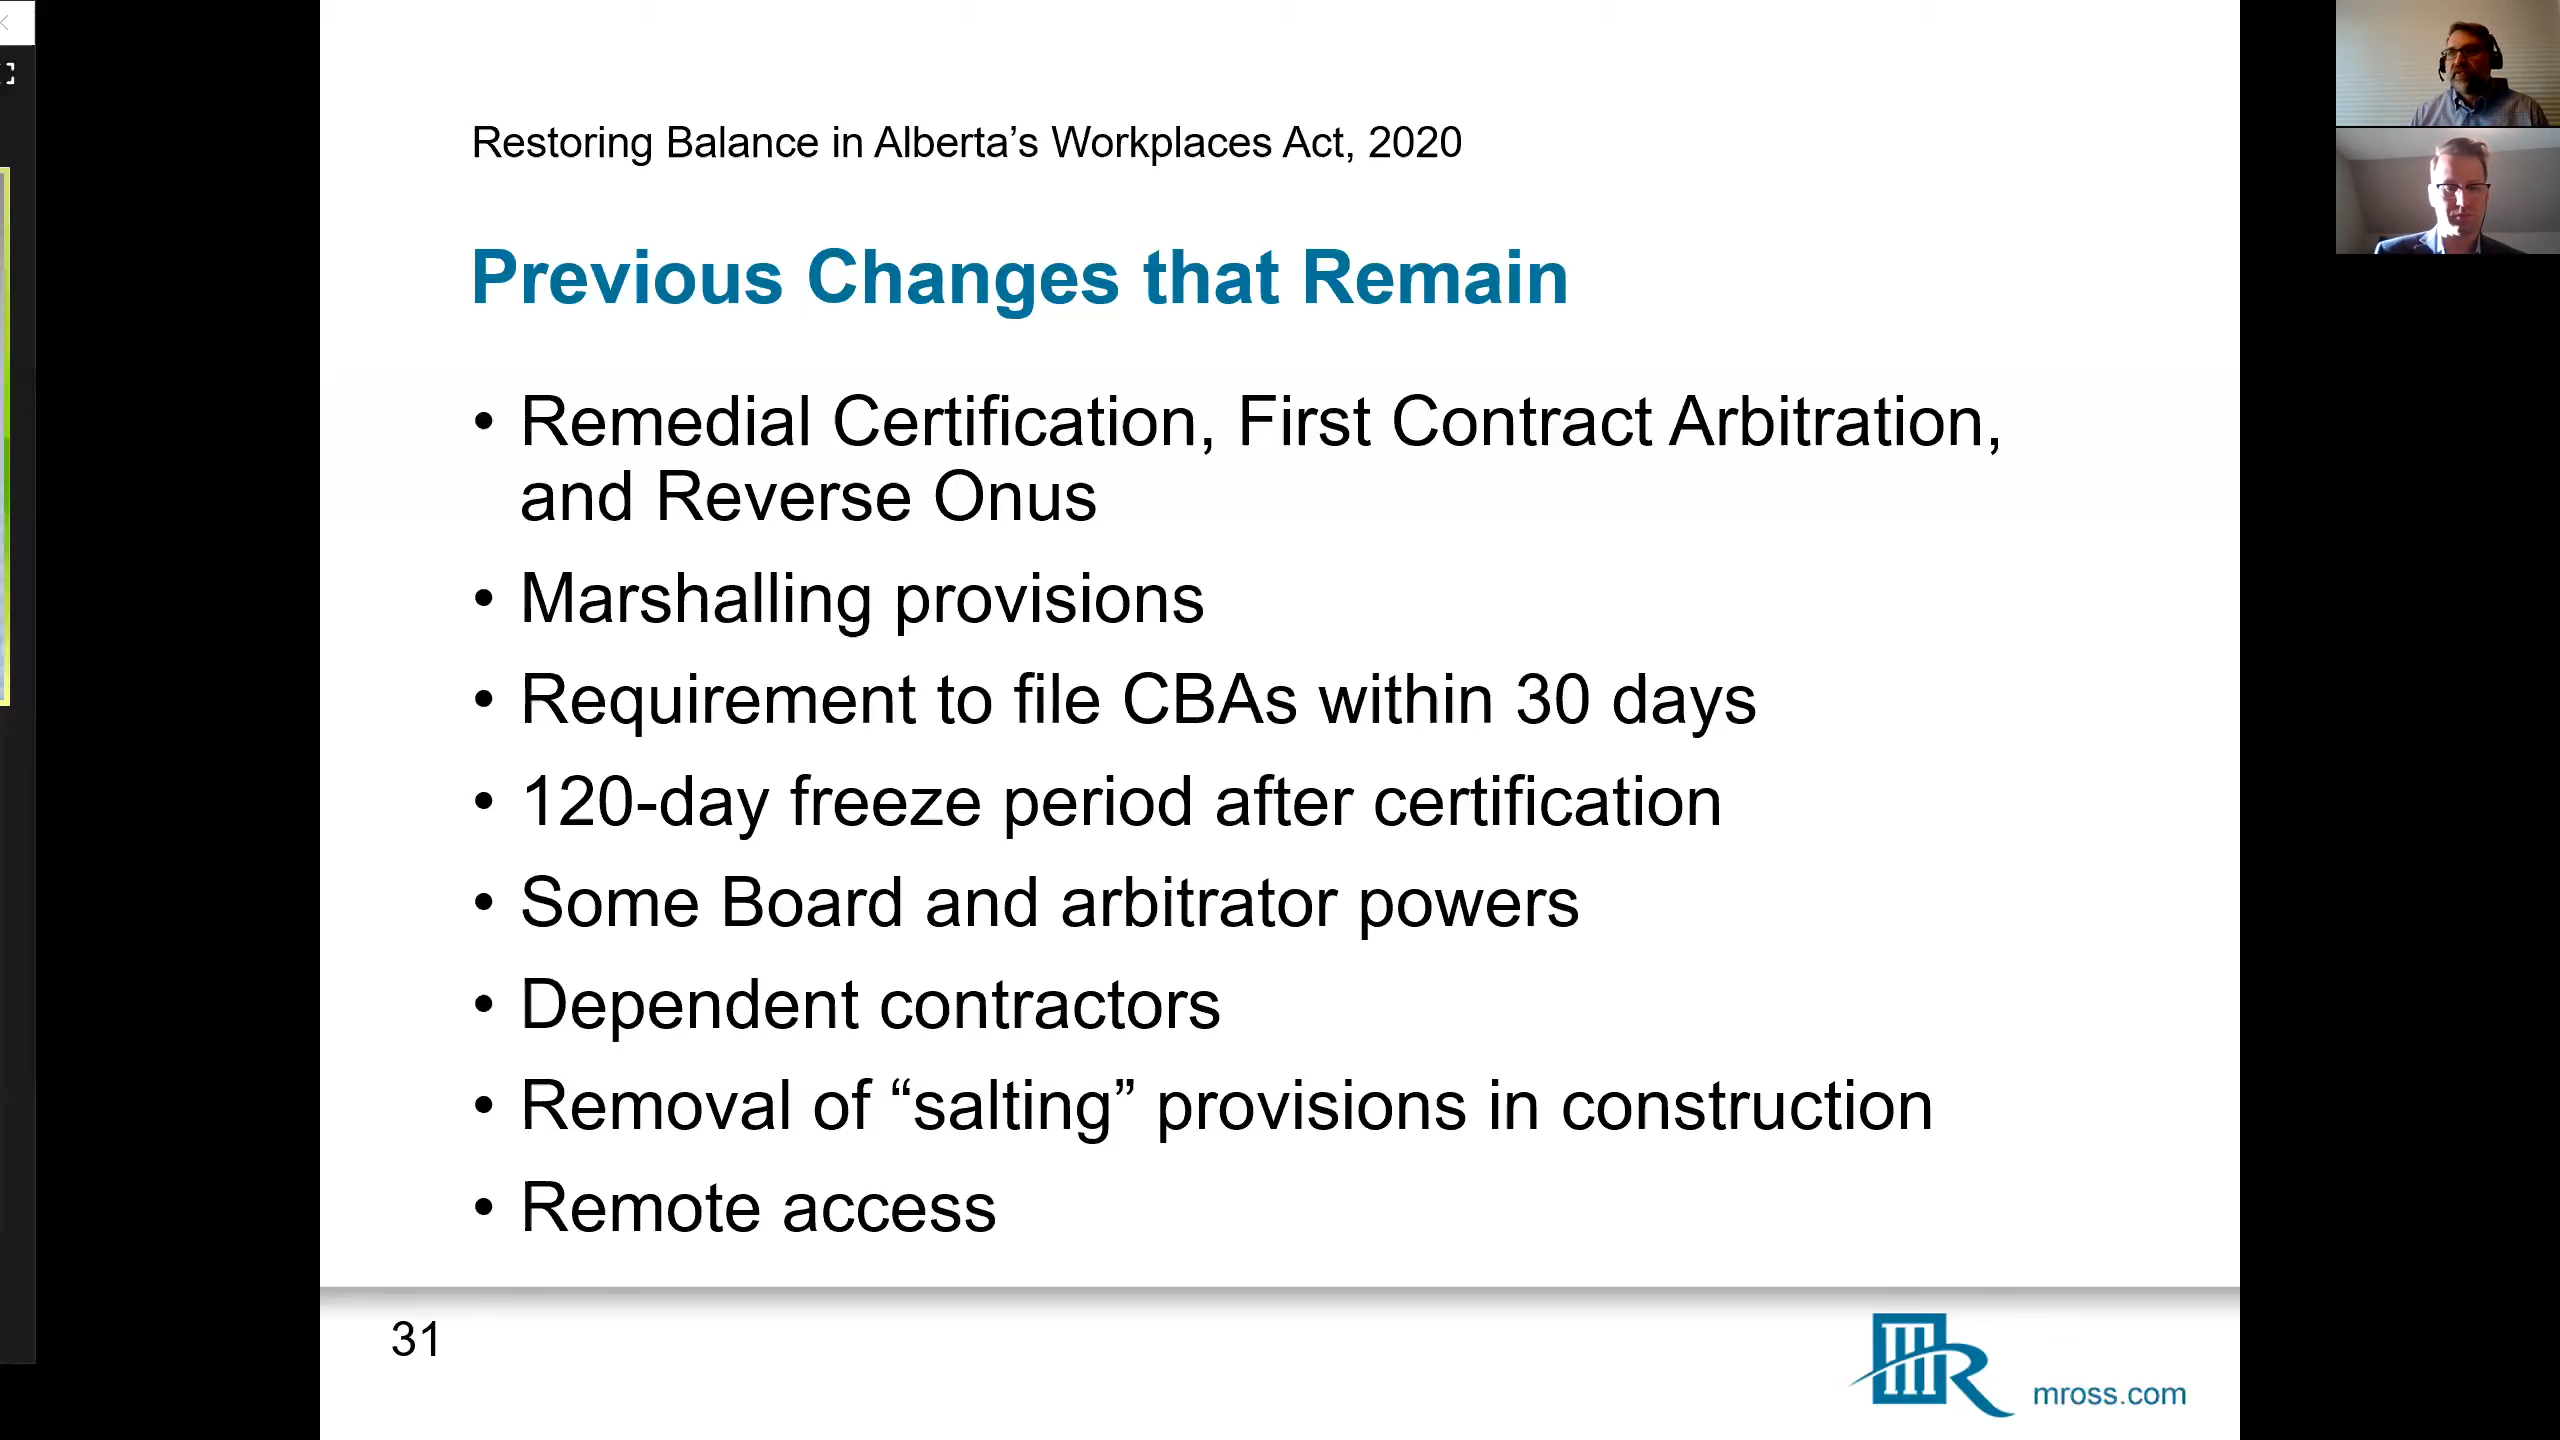 Restoring Balance in Alberta’s Workplaces Act, 2020
Previous Changes that Remain
• Remedial Certification, First Contract Arbitration,
and Reverse Onus
• Marshalling provisions
• Requirement to file CBAs within 30 days
• 120-day freeze period after certification
• Some Board and arbitrator powers
• Dependent contractors
• Removal of “salting” provisions in construction
• Remote access
31
mross.com